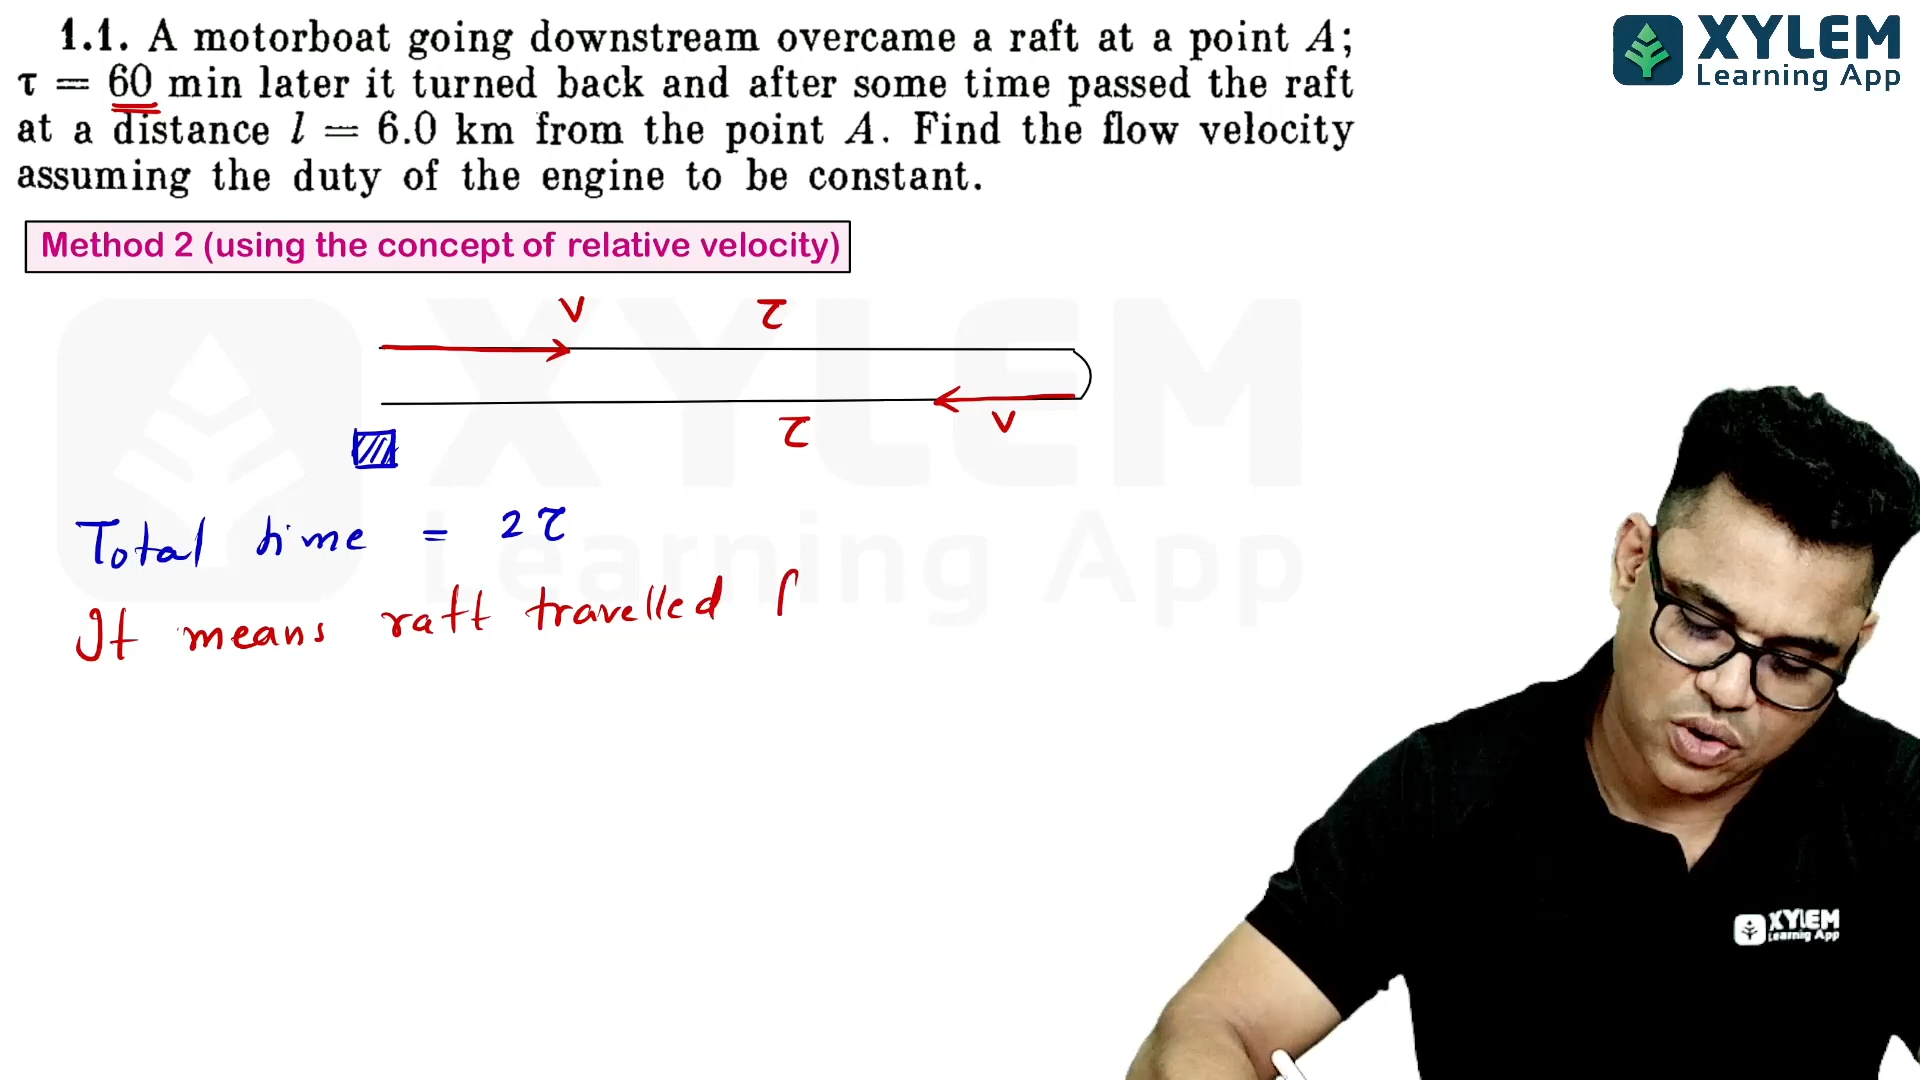 1.1. A motorboat going downstream overcame a raft at a point A;
τ = 60 min later it turned back and after some time passed the raft
at a distance l = 6.0 km from the point A. Find the flow velocity
assuming the duty of the engine to be constant.
XYLEM
Learning App
Method 2 (using the concept of relative velocity)
v τ
τ v
Total time = 2τ
It means raft travelled l
XYLEM
Learning App
XYLEM
Learning App